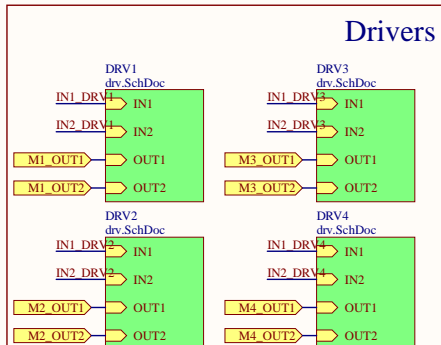 Drivers
DRV1
drv.SchDoc
IN1_DRV1 IN1
IN2_DRV1 IN2
M1_OUT1 OUT1
M1_OUT2 OUT2
DRV3
drv.SchDoc
IN1_DRV3 IN1
IN2_DRV3 IN2
M3_OUT1 OUT1
M3_OUT2 OUT2
DRV2
drv.SchDoc
IN1_DRV2 IN1
IN2_DRV2 IN2
M2_OUT1 OUT1
M2_OUT2 OUT2
DRV4
drv.SchDoc
IN1_DRV4 IN1
IN2_DRV4 IN2
M4_OUT1 OUT1
M4_OUT2 OUT2